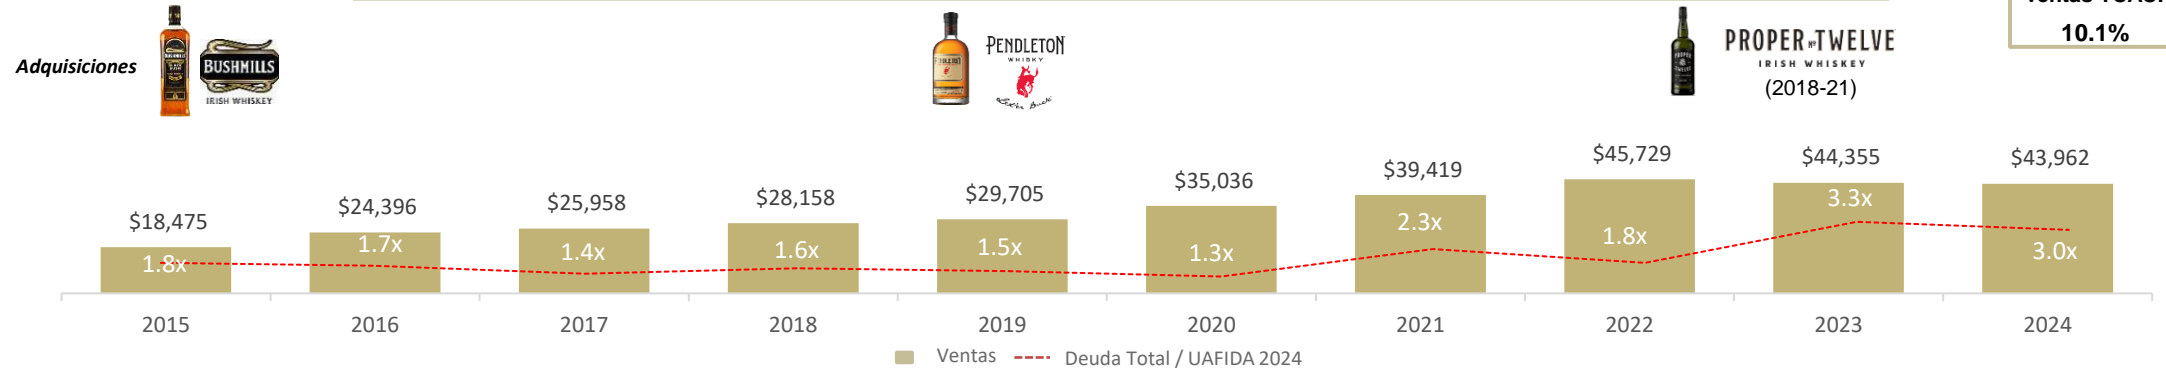 10.1%
Adquisiciones
BUSHMILLS
IRISH WHISKEY
PENDLETON
WHISKY
Let'er Buck
PROPER Nº TWELVE
IRISH WHISKEY
(2018-21)
$18,475
$24,396
$25,958
$28,158
$29,705
$35,036
$39,419
$45,729
$44,355
$43,962
1.8x
1.7x
1.4x
1.6x
1.5x
1.3x
2.3x
1.8x
3.3x
3.0x
2015
2016
2017
2018
2019
2020
2021
2022
2023
2024
Ventas
Deuda Total / UAFIDA 2024